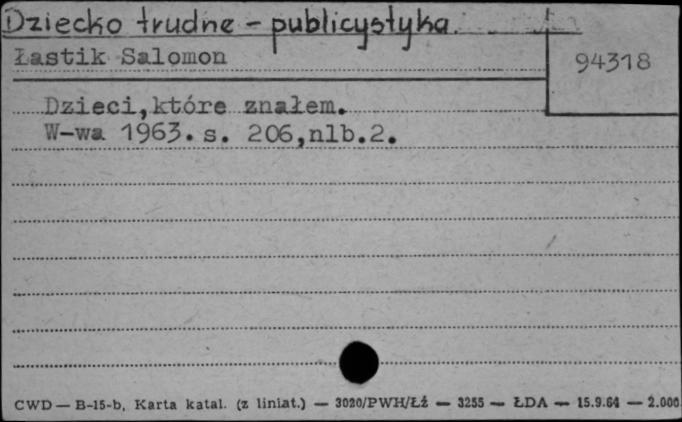 Dziecko trudne - publicystyka.
Łastik Salomon
94318
Dzieci,które znałem.
W-wa 1963. s. 206,nlb.2.
CWD — B-15-b, Karta katal. (z liniat.) — 3020/PWH/Łź — 3255 — ŁDA — 15.9.64 — 2.000